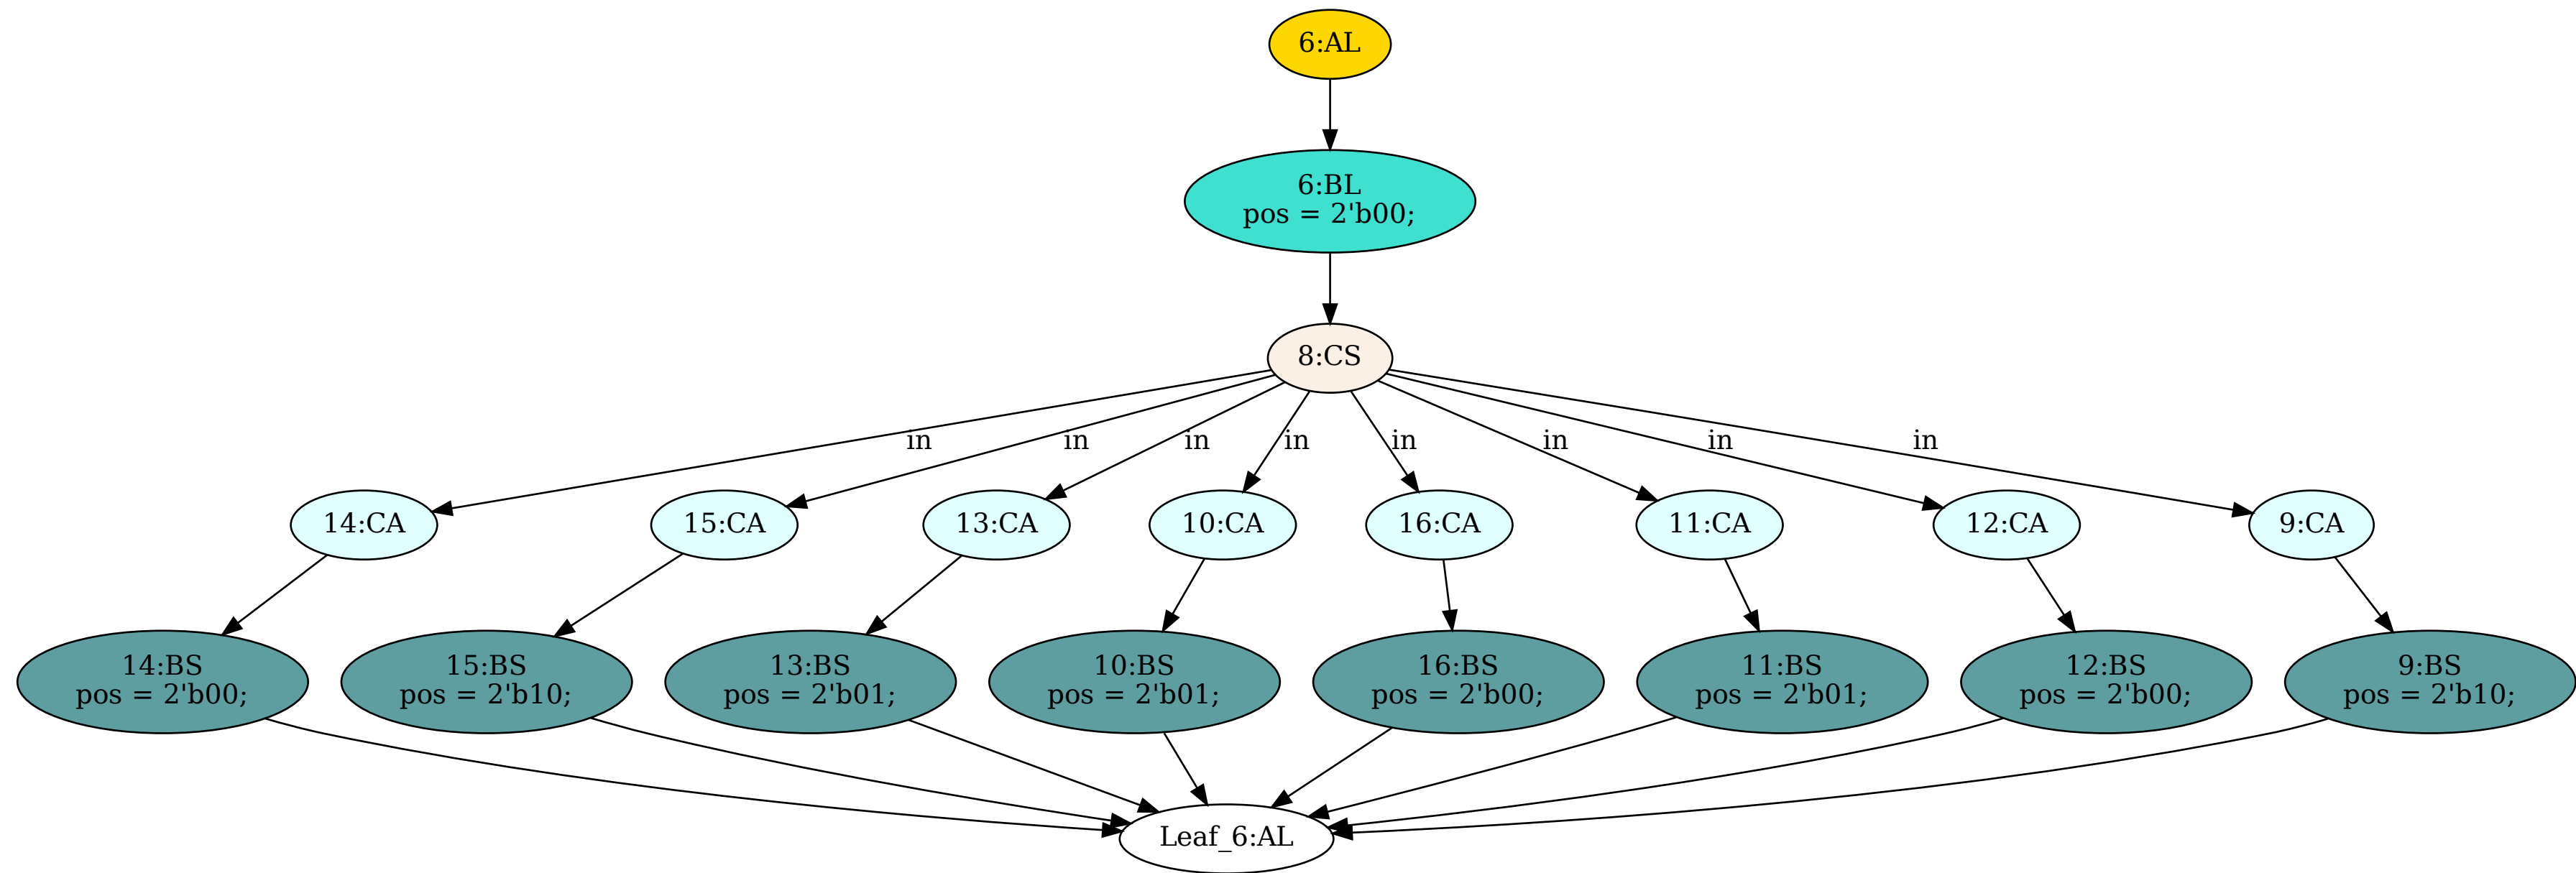 6:AL
6:BL
pos = 2'b00;
8:CS
in
in
in
in
in
in
in
in
14:CA
15:CA
13:CA
10:CA
16:CA
11:CA
12:CA
9:CA
14:BS
pos = 2'b00;
15:BS
pos = 2'b10;
13:BS
pos = 2'b01;
10:BS
pos = 2'b01;
16:BS
pos = 2'b00;
11:BS
pos = 2'b01;
12:BS
pos = 2'b00;
9:BS
pos = 2'b10;
Leaf_6:AL